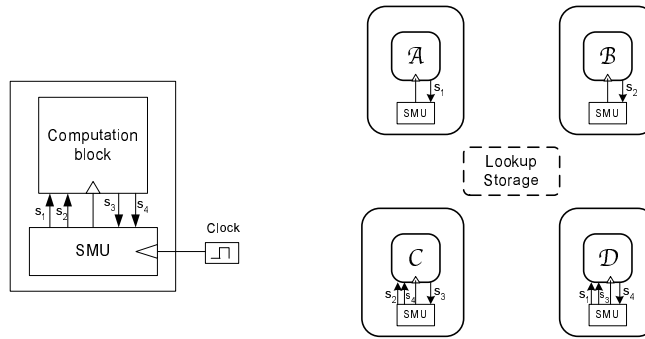 Computation
block
s1 s2 s3 s4
SMU
Clock
A
s1
SMU
B
s2
SMU
Lookup
Storage
C
s2 s4 s3
SMU
D
s1 s3 s4
SMU